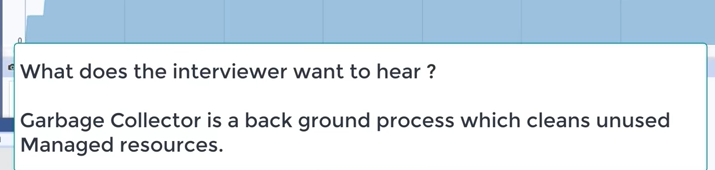 What does the interviewer want to hear ?
Garbage Collector is a back ground process which cleans unused
Managed resources.